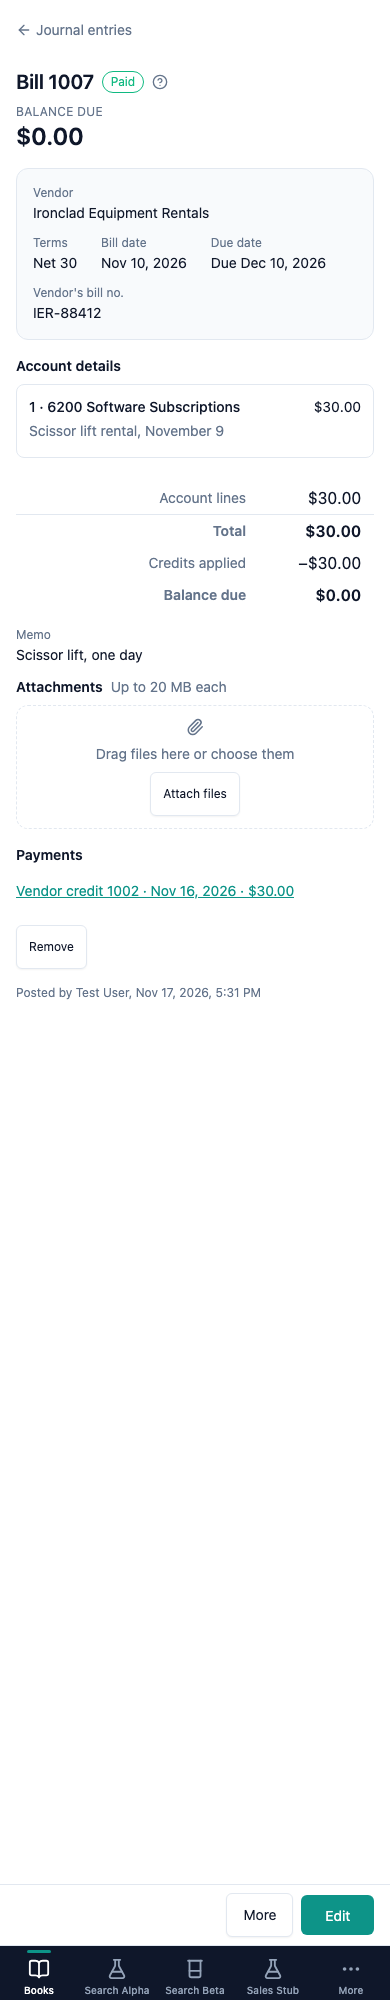 Journal entries
Bill 1007 Paid
BALANCE DUE
$0.00
Vendor
Ironclad Equipment Rentals
Terms Bill date Due date
Net 30 Nov 10, 2026 Due Dec 10, 2026
Vendor's bill no.
IER-88412
Account details
1 · 6200 Software Subscriptions $30.00
Scissor lift rental, November 9
Account lines $30.00
Total $30.00
Credits applied –$30.00
Balance due $0.00
Memo
Scissor lift, one day
Attachments Up to 20 MB each
Drag files here or choose them
Attach files
Payments
Vendor credit 1002 · Nov 16, 2026 · $30.00
Remove
Posted by Test User, Nov 17, 2026, 5:31 PM
More Edit
Books Search Alpha Search Beta Sales Stub More